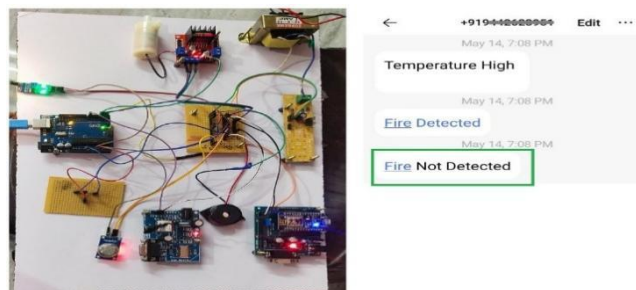 Edit
May 14, 7:08 PM
Temperature High
May 14, 7:08 PM
Fire Detected
May 14, 7:08 PM
Fire Not Detected